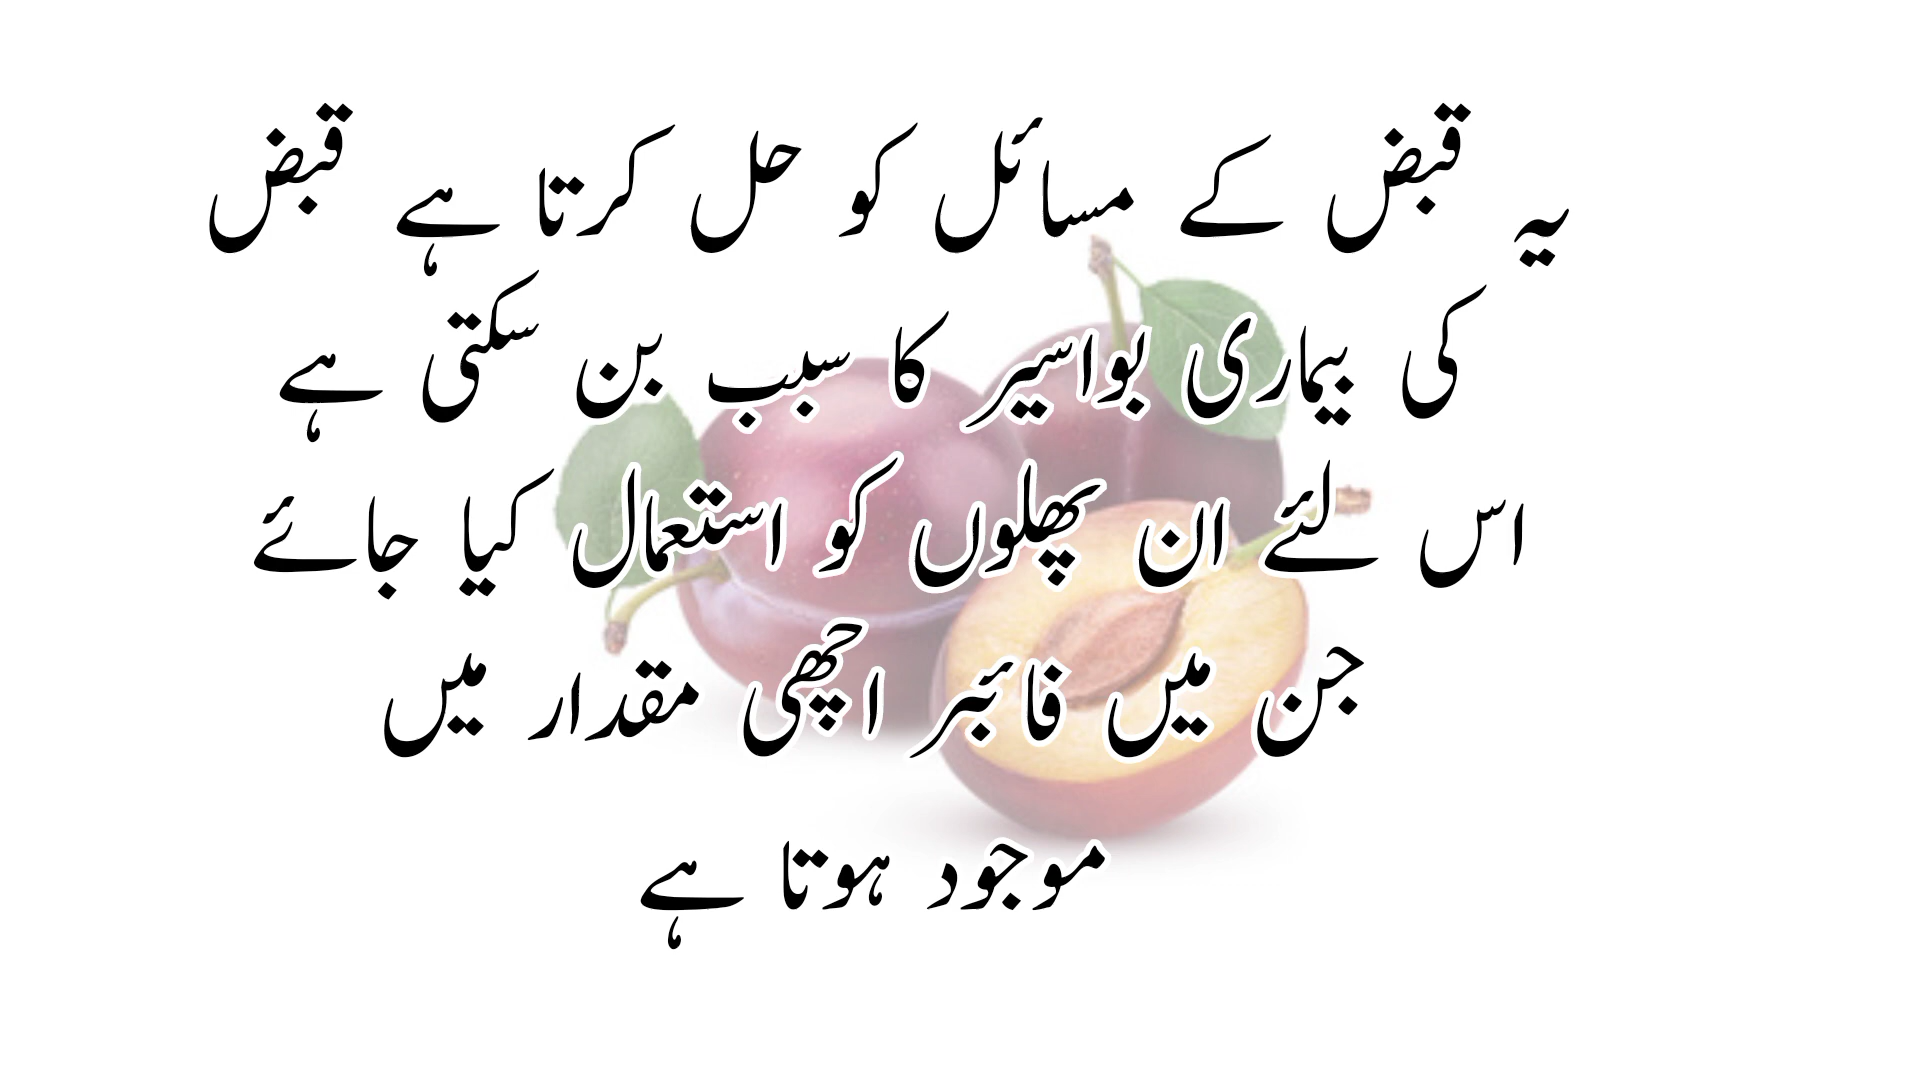 یہ قبض کے مسائل کو حل کرتا ہے قبض
کی بیماری بواسیر کا سبب بن سکتی ہے
اس لئے ان پھلوں کو استعمال کیا جائے
جن میں فائبر اچھی مقدار میں
موجود ہوتا ہے